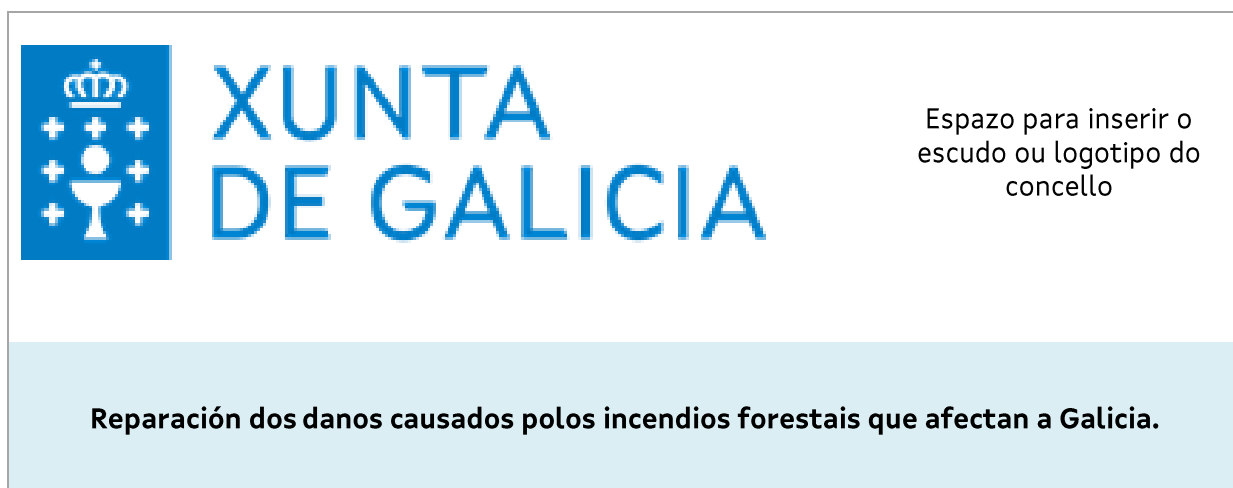 XUNTA
DE GALICIA
Espazo para inserir o
escudo ou logotipo do
concello
Reparación dos danos causados polos incendios forestais que afectan a Galicia.